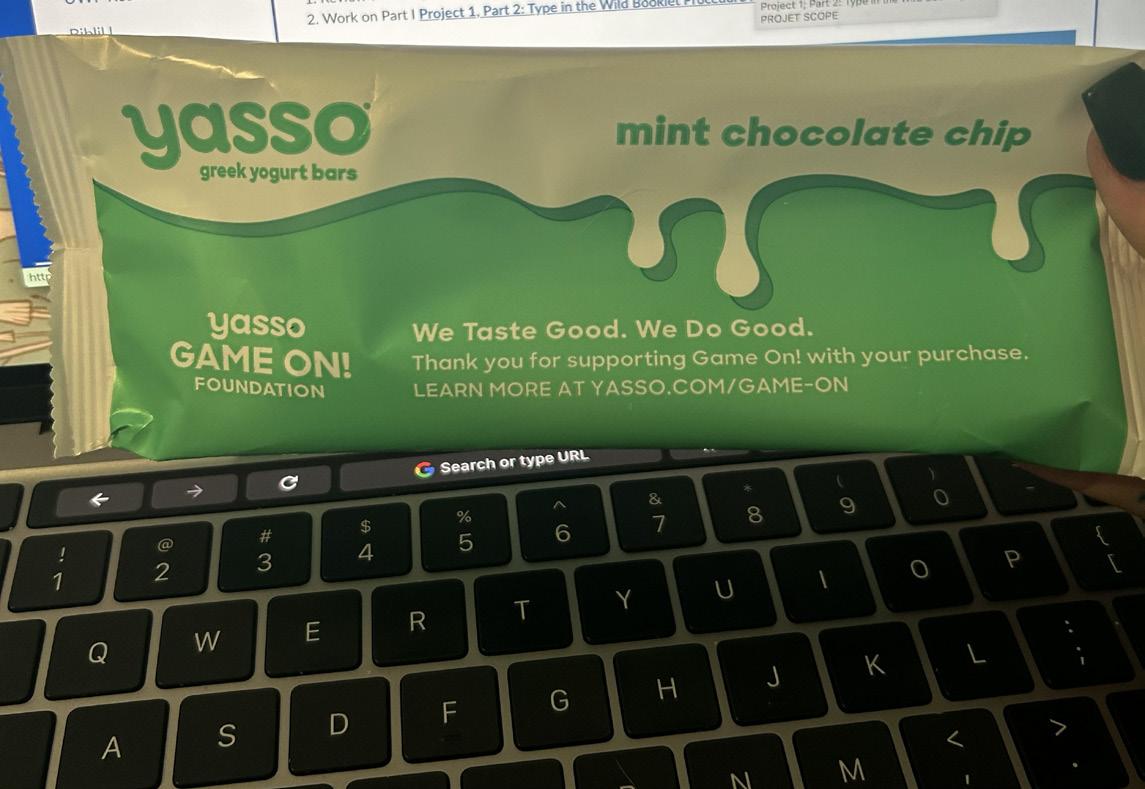 2. Work on Part I Project 1, Part 2: Type in the Wild Booklet
Project 1; Part 2: Type in the
PROJET SCOPE
http
yasso
greek yogurt bars
mint chocolate chip
yasso
GAME ON!
FOUNDATION
We Taste Good. We Do Good.
Thank you for supporting Game On! with your purchase.
LEARN MORE AT YASSO.COM/GAME-ON
Search or type URL
! @ # $ % ^ & * ( ) _
1 2 3 4 5 6 7 8 9 0
Q W E R T Y U I O P { [
A S D F G H J K L : ;
N M < , > .